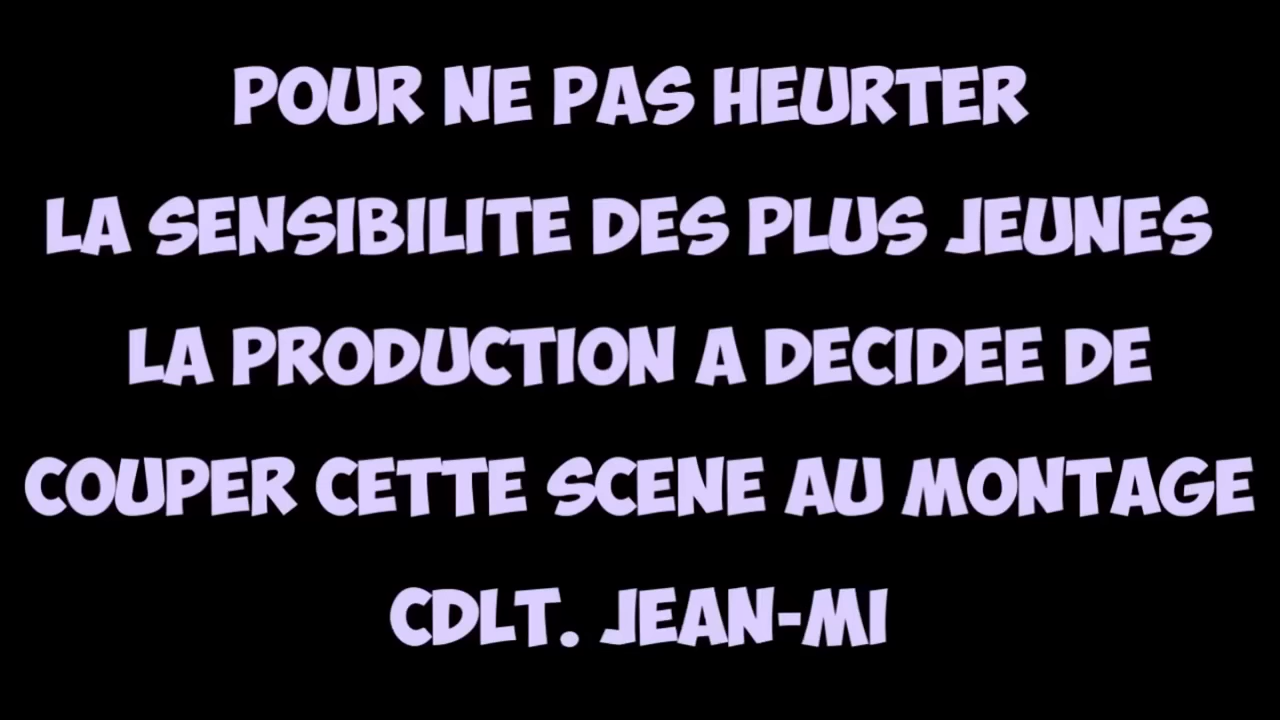 POUR NE PAS HEURTER
LA SENSIBILITE DES PLUS JEUNES
LA PRODUCTION A DECIDEE DE
COUPER CETTE SCENE AU MONTAGE
CDLT. JEAN-MI